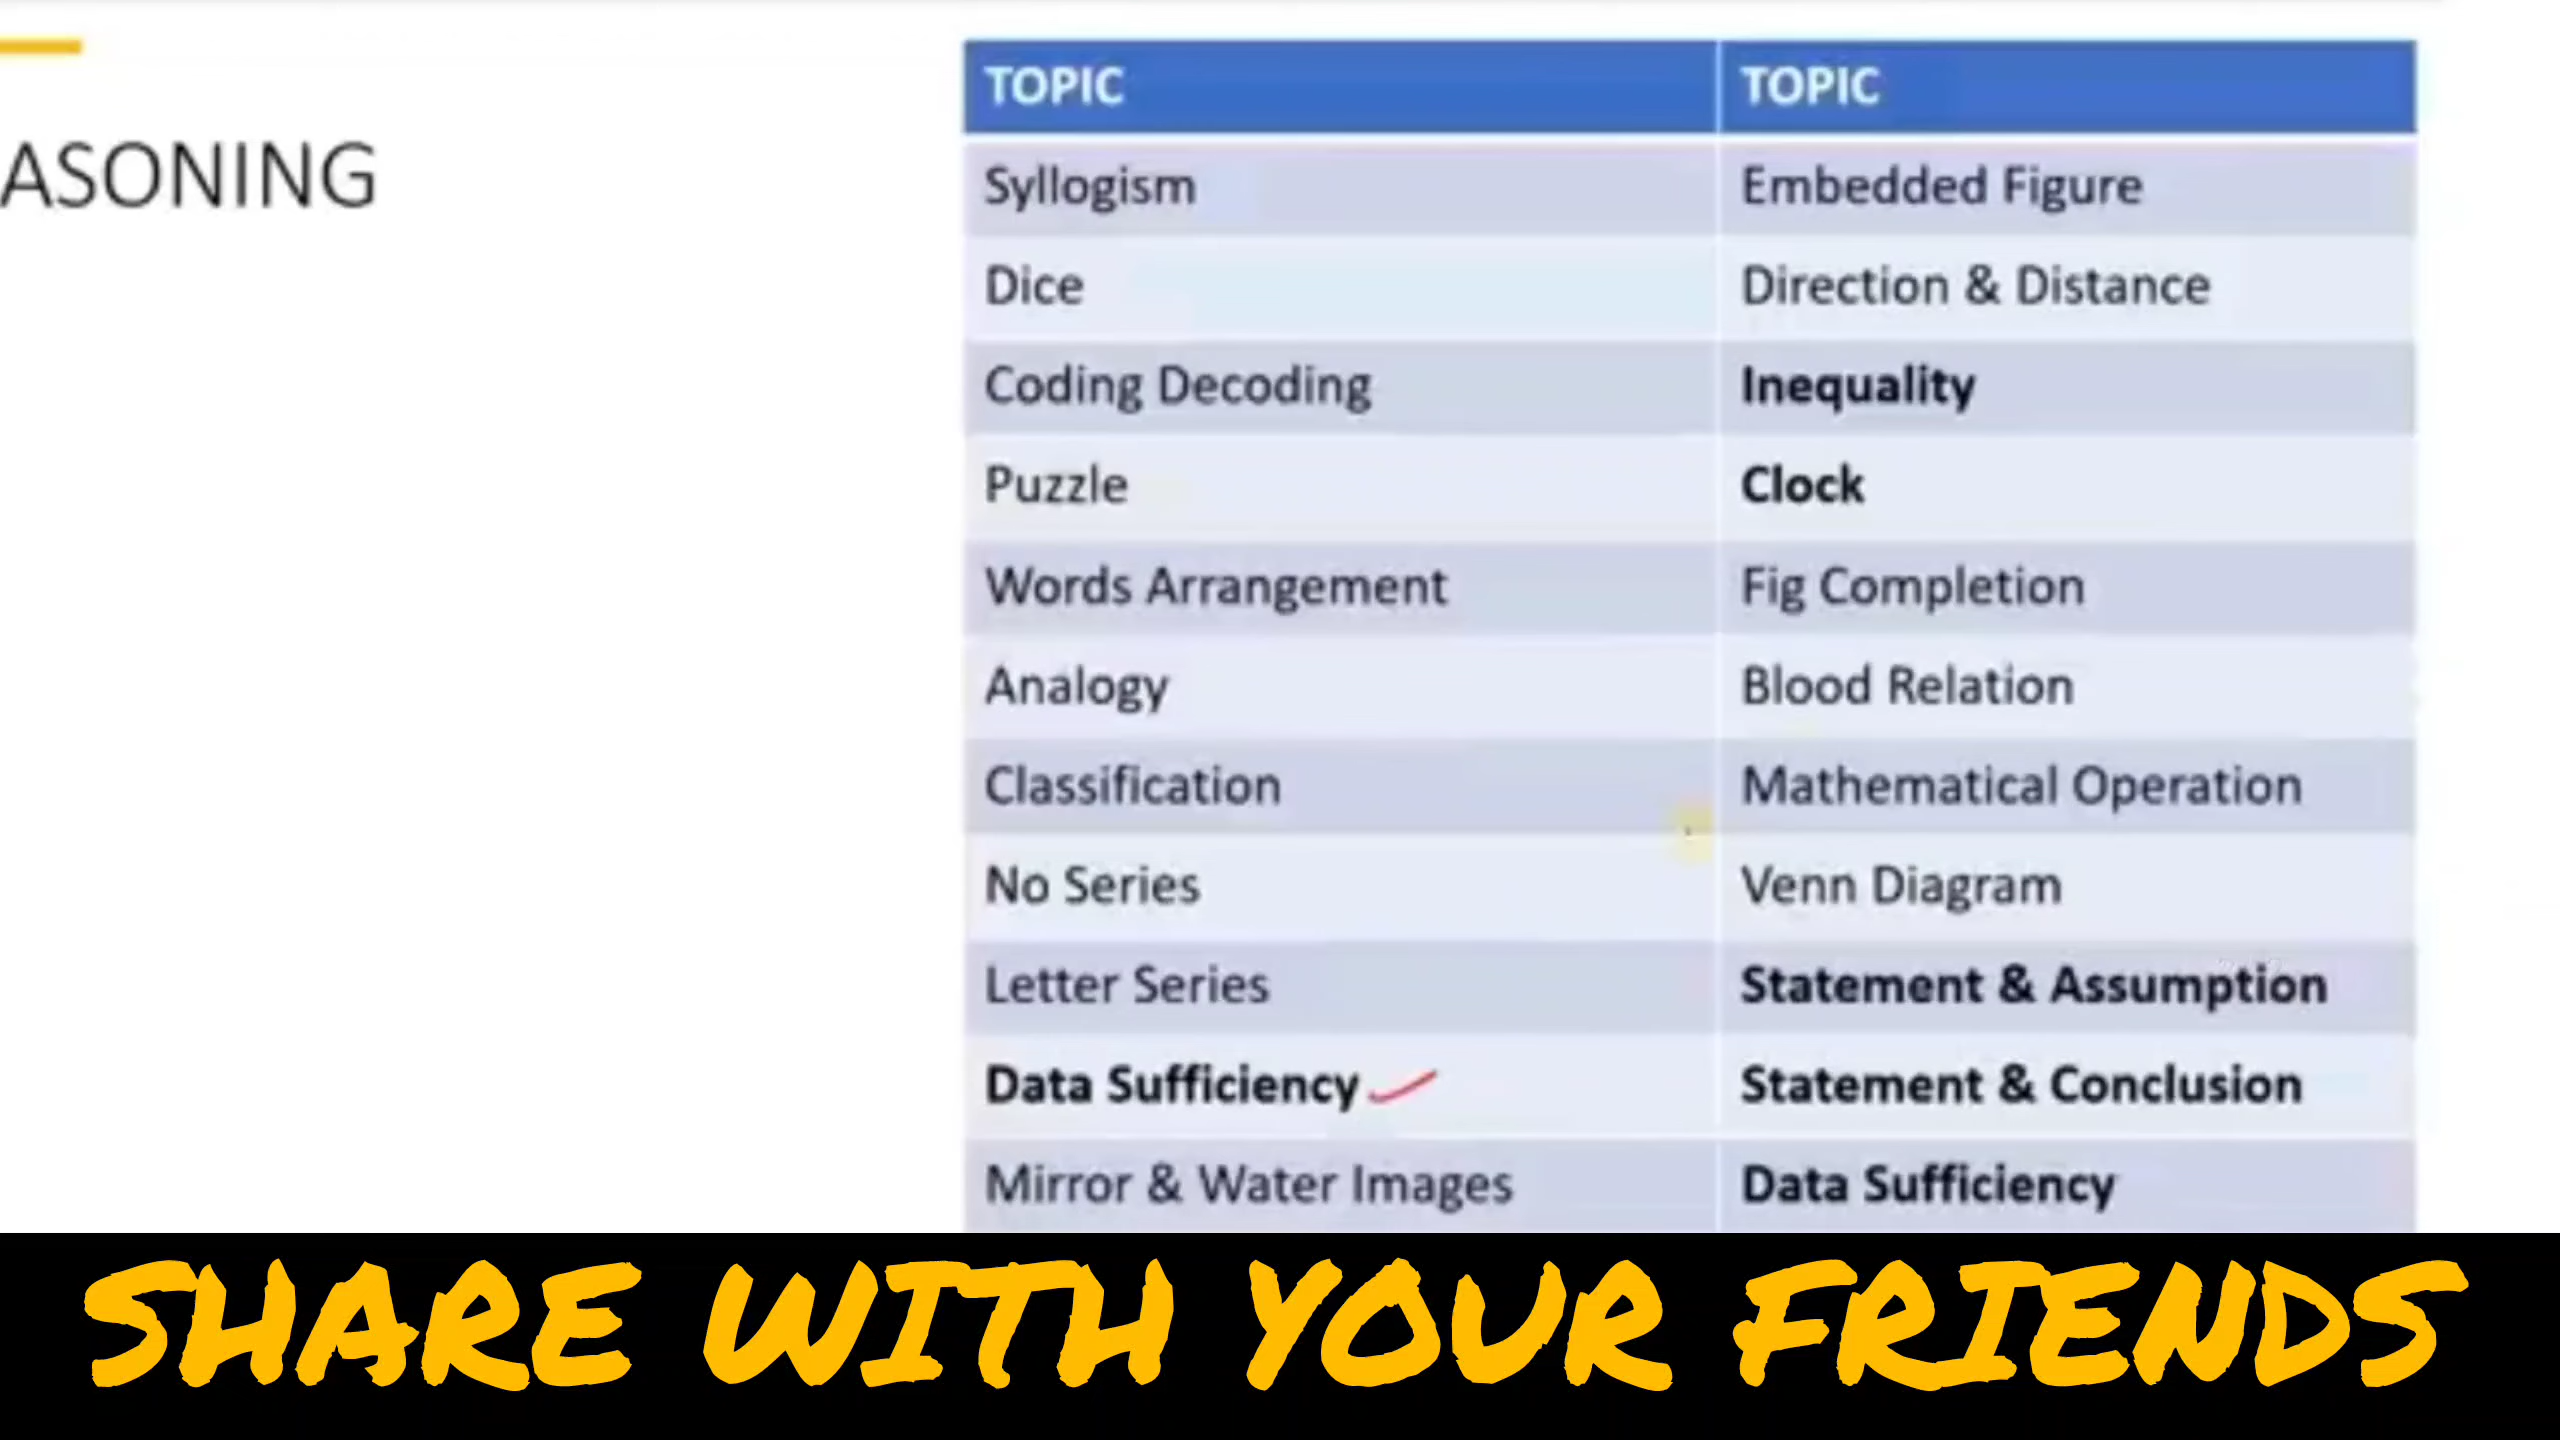 ASONING
TOPIC TOPIC
Syllogism Embedded Figure
Dice Direction & Distance
Coding Decoding Inequality
Puzzle Clock
Words Arrangement Fig Completion
Analogy Blood Relation
Classification Mathematical Operation
No Series Venn Diagram
Letter Series Statement & Assumption
Data Sufficiency Statement & Conclusion
Mirror & Water Images Data Sufficiency
SHARE WITH YOUR FRIENDS